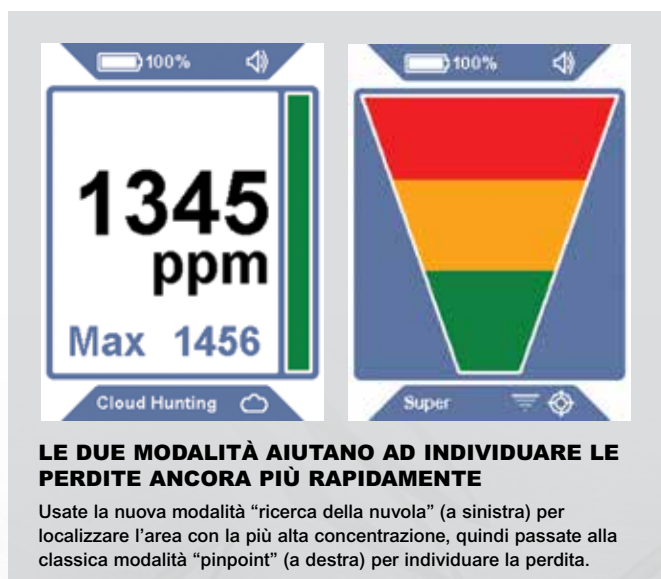 100%
1345
ppm
Max 1456
Cloud Hunting
100%
Super
LE DUE MODALITÀ AIUTANO AD INDIVIDUARE LE
PERDITE ANCORA PIÙ RAPIDAMENTE
Usate la nuova modalità “ricerca della nuvola” (a sinistra) per
localizzare l’area con la più alta concentrazione, quindi passate alla
classica modalità “pinpoint” (a destra) per individuare la perdita.